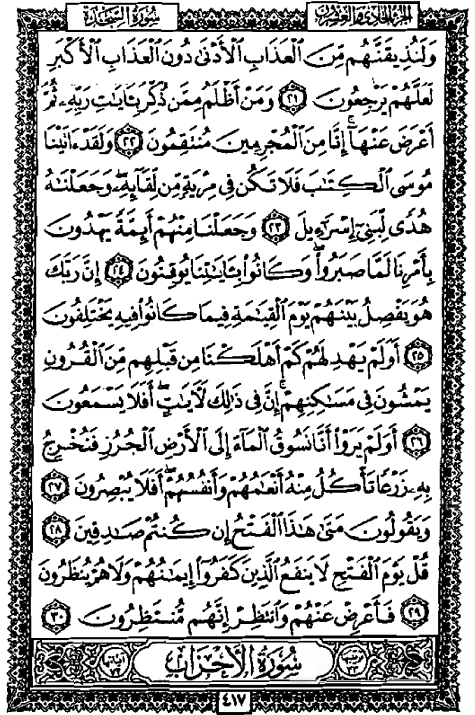 الجزء الحادي والعشرون سورة السجدة
وَلَنُذِيقَنَّهُم مِّنَ ٱلْعَذَابِ ٱلْأَدْنَىٰ دُونَ ٱلْعَذَابِ ٱلْأَكْبَرِ
لَعَلَّهُمْ يَرْجِعُونَ ٢١ وَمَنْ أَظْلَمُ مِمَّن ذُكِّرَ بِـَٔايَـٰتِ رَبِّهِۦ ثُمَّ
أَعْرَضَ عَنْهَآ ۚ إِنَّا مِنَ ٱلْمُجْرِمِينَ مُنتَقِمُونَ ٢٢ وَلَقَدْ ءَاتَيْنَا
مُوسَى ٱلْكِتَـٰبَ فَلَا تَكُن فِى مِرْيَةٍ مِّن لِّقَآئِهِۦ ۖ وَجَعَلْنَـٰهُ
هُدًى لِّبَنِىٓ إِسْرَٰٓءِيلَ ٢٣ وَجَعَلْنَا مِنْهُمْ أَئِمَّةً يَهْدُونَ
بِأَمْرِنَا لَمَّا صَبَرُوا۟ ۖ وَكَانُوا۟ بِـَٔايَـٰتِنَا يُوقِنُونَ ٢٤ إِنَّ رَبَّكَ
هُوَ يَفْصِلُ بَيْنَهُمْ يَوْمَ ٱلْقِيَـٰمَةِ فِيمَا كَانُوا۟ فِيهِ يَخْتَلِفُونَ
٢٥ أَوَلَمْ يَهْدِ لَهُمْ كَمْ أَهْلَكْنَا مِن قَبْلِهِم مِّنَ ٱلْقُرُونِ
يَمْشُونَ فِى مَسَـٰكِنِهِمْ ۚ إِنَّ فِى ذَٰلِكَ لَـَٔايَـٰتٍ ۖ أَفَلَا يَسْمَعُونَ
٢٦ أَوَلَمْ يَرَوْا۟ أَنَّا نَسُوقُ ٱلْمَآءَ إِلَى ٱلْأَرْضِ ٱلْجُرُزِ فَنُخْرِجُ
بِهِۦ زَرْعًا تَأْكُلُ مِنْهُ أَنْعَـٰمُهُمْ وَأَنفُسُهُمْ ۖ أَفَلَا يُبْصِرُونَ ٢٧
وَيَقُولُونَ مَتَىٰ هَـٰذَا ٱلْفَتْحُ إِن كُنتُمْ صَـٰدِقِينَ ٢٨
قُلْ يَوْمَ ٱلْفَتْحِ لَا يَنفَعُ ٱلَّذِينَ كَفَرُوٓا۟ إِيمَـٰنُهُمْ وَلَا هُمْ يُنظَرُونَ
٢٩ فَأَعْرِضْ عَنْهُمْ وَٱنتَظِرْ إِنَّهُم مُّنتَظِرُونَ ٣٠
سُورَةُ الأَحْزَابِ
٤١٧